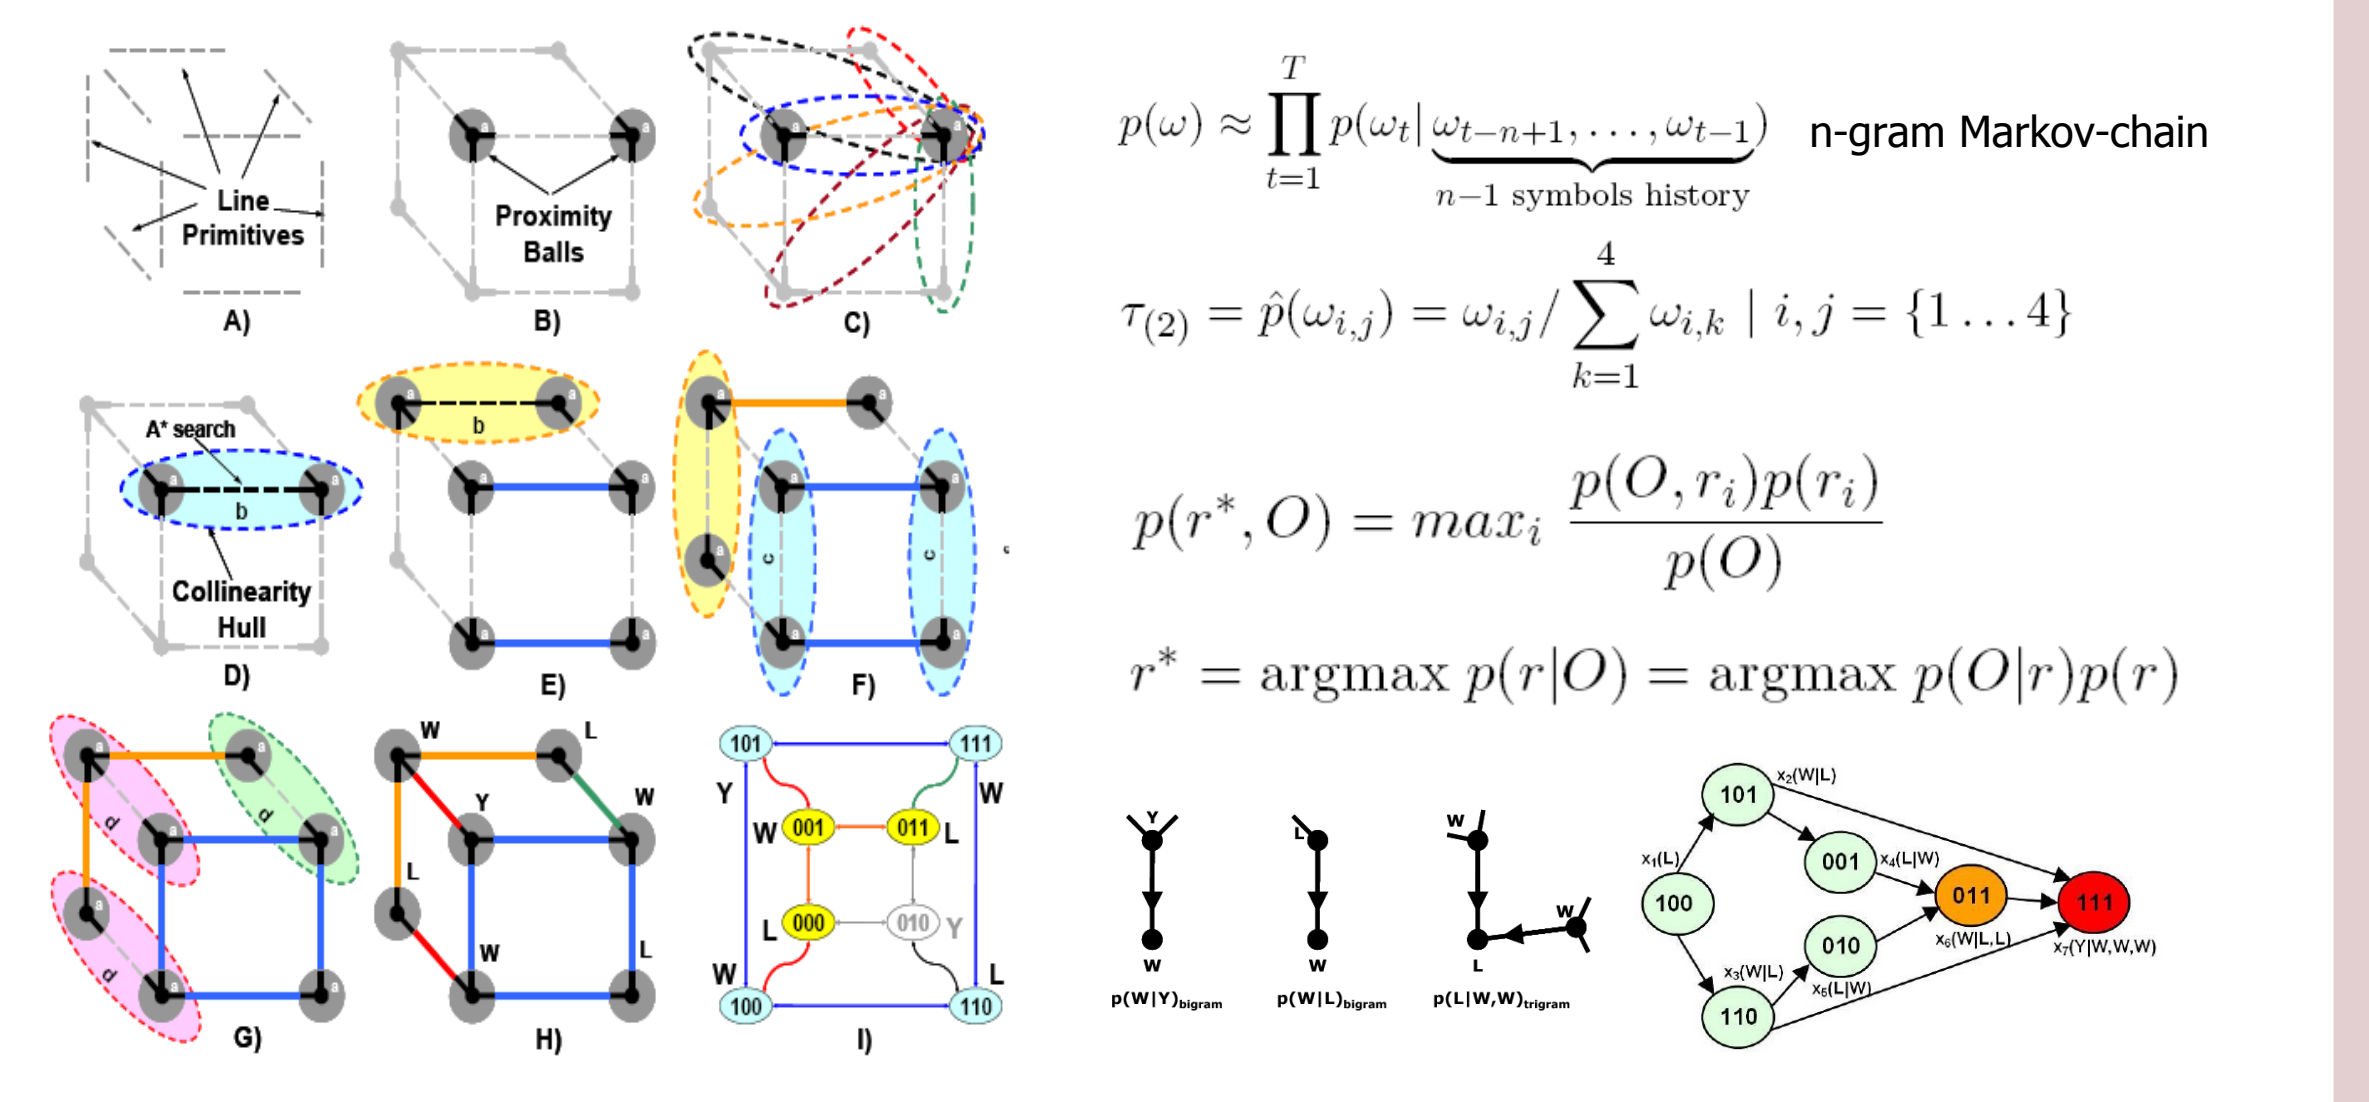 Line
Primitives
A)
a
a
Proximity
Balls
B)
a
a
C)
p(ω) ≈ ∏_{t=1}^{T} p(ω_t | ω_{t−n+1}, . . . , ω_{t−1})
n−1 symbols history
n-gram Markov-chain
τ_{(2)} = p̂(ω_{i,j}) = ω_{i,j} / ∑_{k=1}^{4} ω_{i,k} | i, j = {1 . . . 4}
A* search
a
a
b
Collinearity
Hull
D)
a
a
b
a
a
a
a
E)
a
a
a
a
a
c
c
a
a
F)
p(r*, O) = max_i p(O, r_i)p(r_i) / p(O)
r* = argmax p(r|O) = argmax p(O|r)p(r)
a
a
d
d
a
a
a
d
a
a
G)
W
L
Y
W
L
W
L
H)
101
111
Y
W
W
001
011
L
L
000
010
Y
W
L
100
110
I)
Y
W
p(W|Y)bigram
L
W
p(W|L)bigram
W
W
L
p(L|W,W)trigram
101
x₂(W|L)
x₁(L)
001
x₄(L|W)
100
011
111
010
x₆(W|L,L)
x₇(Y|W,W,W)
x₃(W|L)
x₅(L|W)
110